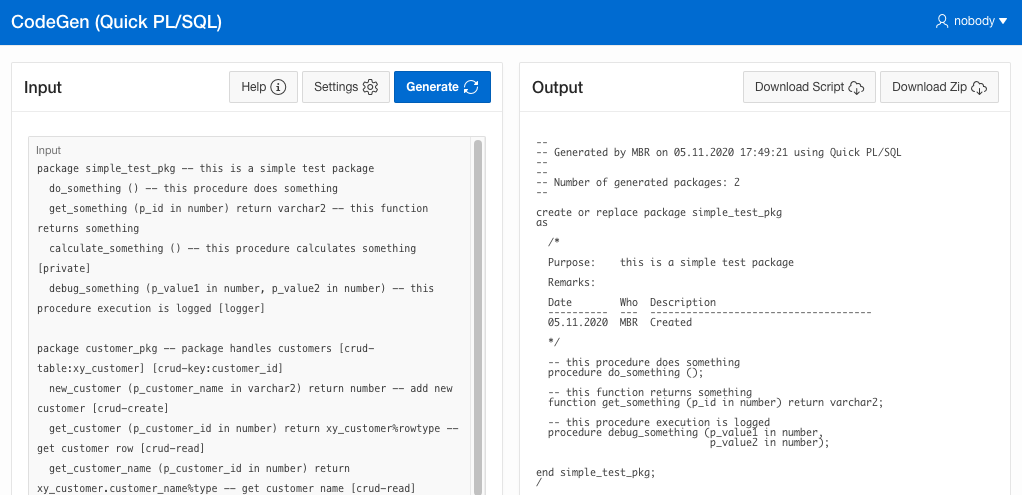 CodeGen (Quick PL/SQL)
nobody
Input
Help
Settings
Generate
Input
package simple_test_pkg -- this is a simple test package
  do_something () -- this procedure does something
  get_something (p_id in number) return varchar2 -- this function
returns something
  calculate_something () -- this procedure calculates something
[private]
  debug_something (p_value1 in number, p_value2 in number) -- this
procedure execution is logged [logger]
package customer_pkg -- package handles customers [crud-
table:xy_customer] [crud-key:customer_id]
  new_customer (p_customer_name in varchar2) return number -- add new
customer [crud-create]
  get_customer (p_customer_id in number) return xy_customer%rowtype --
get customer row [crud-read]
  get_customer_name (p_customer_id in number) return
xy_customer.customer_name%type -- get customer name [crud-read]
Output
Download Script
Download Zip
--
-- Generated by MBR on 05.11.2020 17:49:21 using Quick PL/SQL
--
--
-- Number of generated packages: 2
--
create or replace package simple_test_pkg
as
  /*
  Purpose:    this is a simple test package
  Remarks:
  Date        Who  Description
  ----------  ---  -------------------------------------
  05.11.2020  MBR  Created
  */
  -- this procedure does something
  procedure do_something ();
  -- this function returns something
  function get_something (p_id in number) return varchar2;
  -- this procedure execution is logged
  procedure debug_something (p_value1 in number,
                             p_value2 in number);
end simple_test_pkg;
/